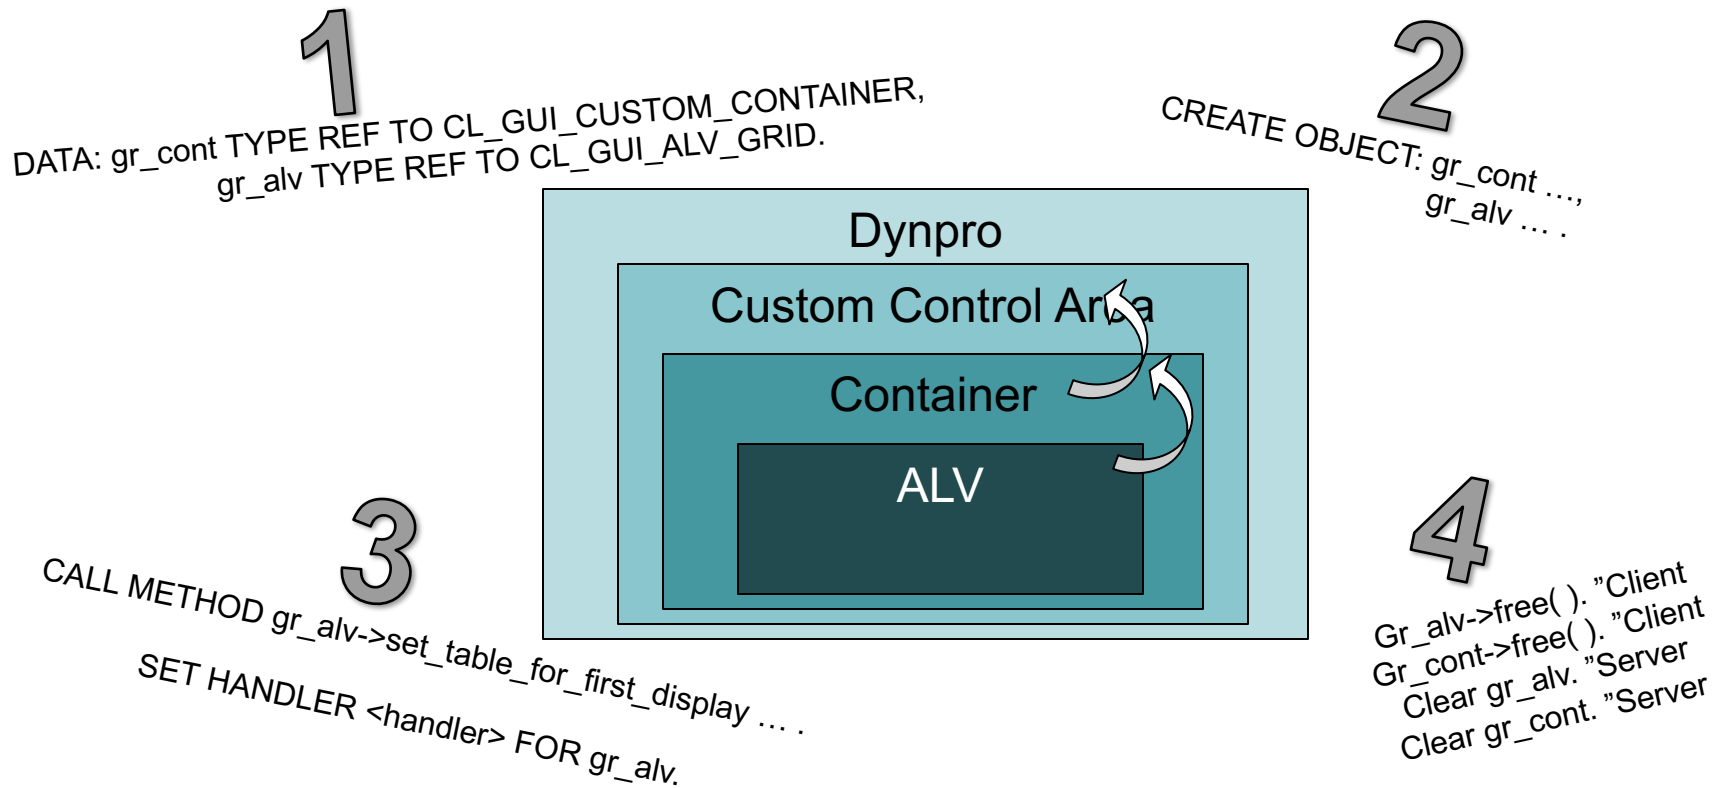 1
DATA: gr_cont TYPE REF TO CL_GUI_CUSTOM_CONTAINER,
gr_alv TYPE REF TO CL_GUI_ALV_GRID.
2
CREATE OBJECT: gr_cont …,
gr_alv … .
Dynpro
Custom Control Area
Container
ALV
3
CALL METHOD gr_alv->set_table_for_first_display … .
SET HANDLER <handler> FOR gr_alv.
4
Gr_alv->free( ). ”Client
Gr_cont->free( ). ”Client
Clear gr_alv. ”Server
Clear gr_cont. ”Server